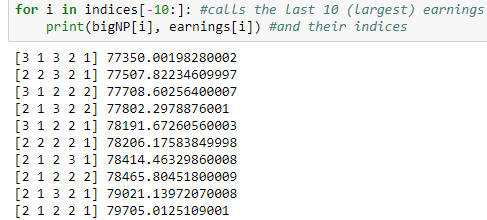 for i in indices[-10:]: #calls the last 10 (largest) earnings
    print(bigNP[i], earnings[i]) #and their indices
[3 1 3 2 1] 77350.00198280002
[2 2 3 2 1] 77507.82234609997
[3 1 2 2 2] 77708.60256400007
[2 1 3 2 2] 77802.2978876001
[3 1 2 2 1] 78191.67260560003
[2 2 2 2 1] 78206.17583849998
[2 1 2 3 1] 78414.46329860008
[2 1 2 2 2] 78465.80451800009
[2 1 3 2 1] 79021.13972070008
[2 1 2 2 1] 79705.0125109001